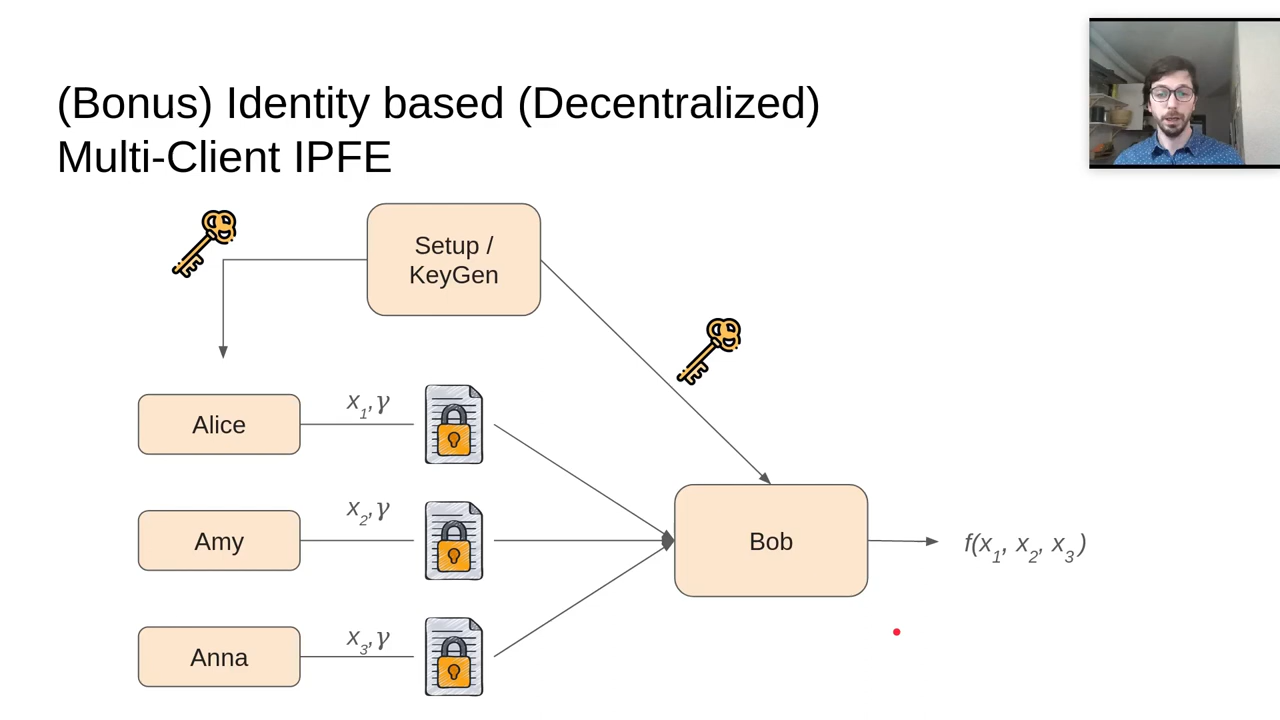 (Bonus) Identity based (Decentralized)
Multi-Client IPFE
Setup /
KeyGen
Alice
x1,γ
Amy
x2,γ
Anna
x3,γ
Bob
f(x1, x2, x3)